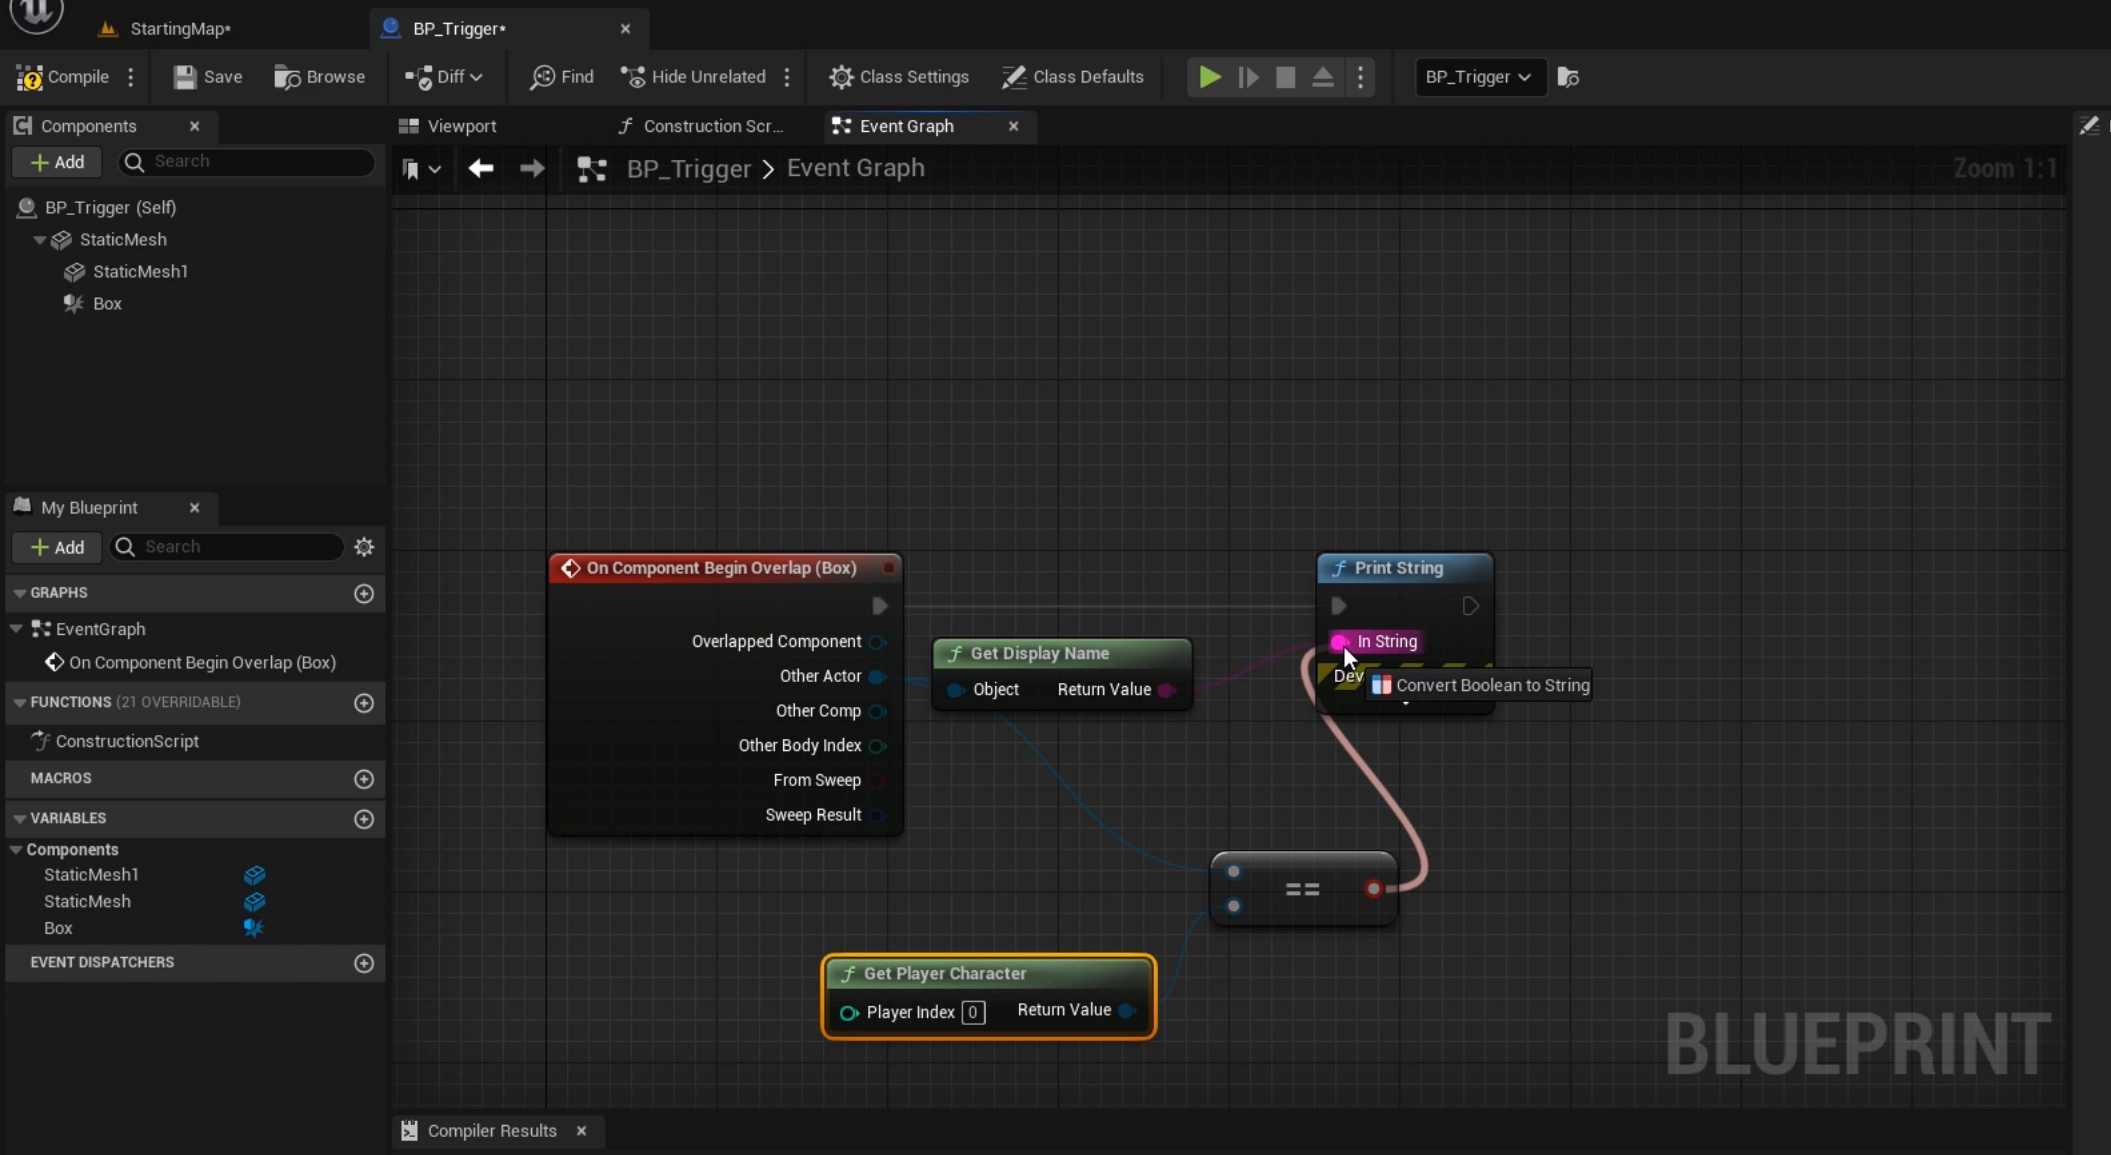 StartingMap*
BP_Trigger*
Compile
Save
Browse
Diff
Find
Hide Unrelated
Class Settings
Class Defaults
BP_Trigger
Components
Add
Search
BP_Trigger (Self)
StaticMesh
StaticMesh1
Box
My Blueprint
Add
Search
GRAPHS
EventGraph
On Component Begin Overlap (Box)
FUNCTIONS (21 OVERRIDABLE)
ConstructionScript
MACROS
VARIABLES
Components
StaticMesh1
StaticMesh
Box
EVENT DISPATCHERS
Viewport
Construction Scr...
Event Graph
BP_Trigger > Event Graph
Zoom 1:1
On Component Begin Overlap (Box)
Overlapped Component
Other Actor
Other Comp
Other Body Index
From Sweep
Sweep Result
Get Display Name
Object
Return Value
Print String
In String
Dev
Convert Boolean to String
==
Get Player Character
Player Index 0
Return Value
BLUEPRINT
Compiler Results